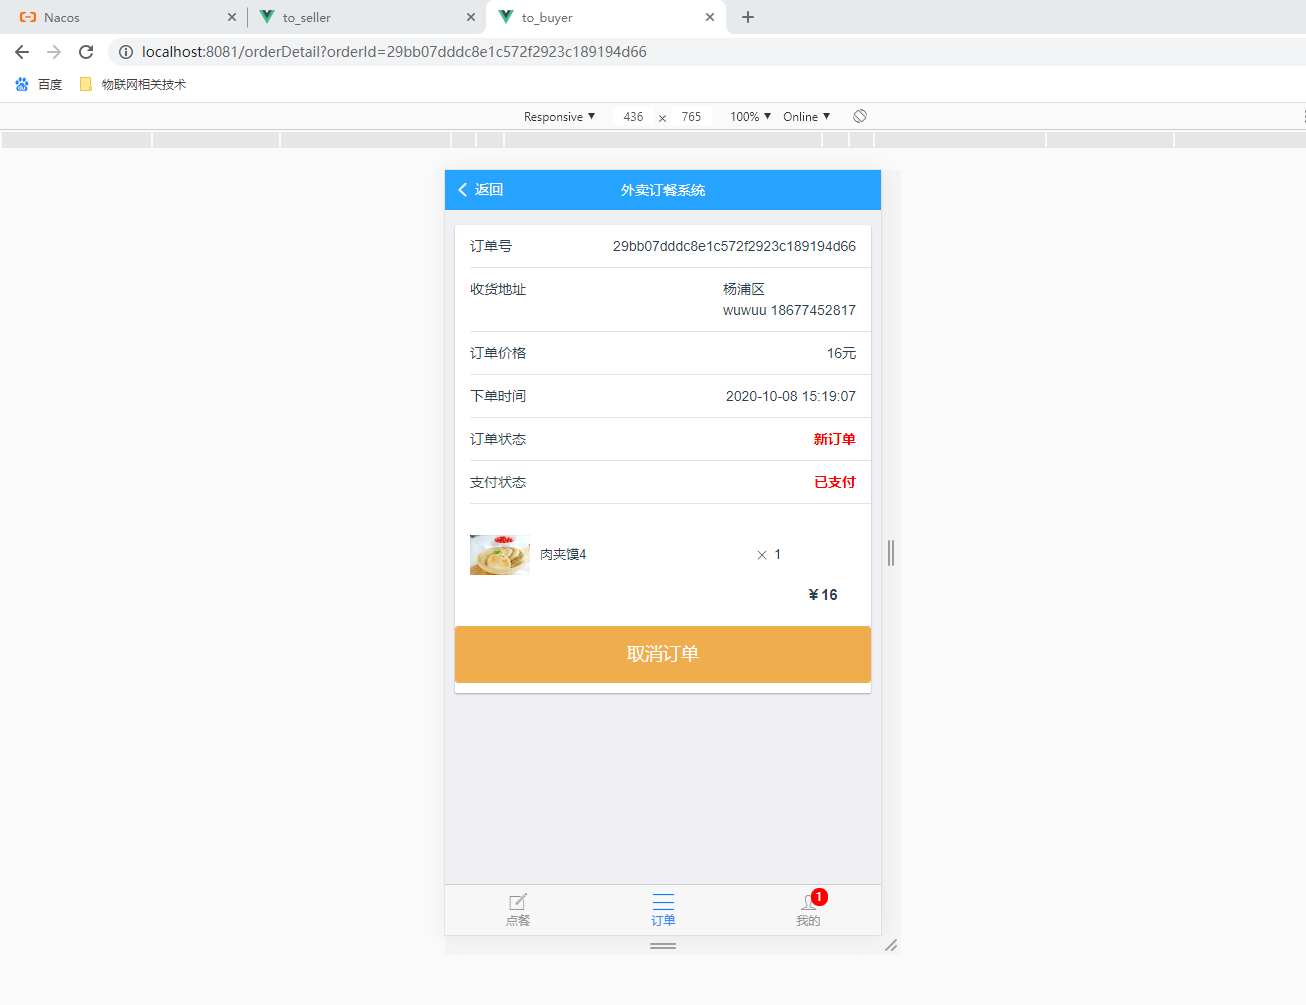 Nacos
to_seller
to_buyer
localhost:8081/orderDetail?orderId=29bb07dddc8e1c572f2923c189194d66
百度
物联网相关技术
Responsive ▼ 436 × 765 100% ▼ Online ▼
返回 外卖订餐系统
订单号 29bb07dddc8e1c572f2923c189194d66
收货地址 杨浦区
wuwuu 18677452817
订单价格 16元
下单时间 2020-10-08 15:19:07
订单状态 新订单
支付状态 已支付
肉夹馍4 × 1
¥16
取消订单
1
点餐 订单 我的